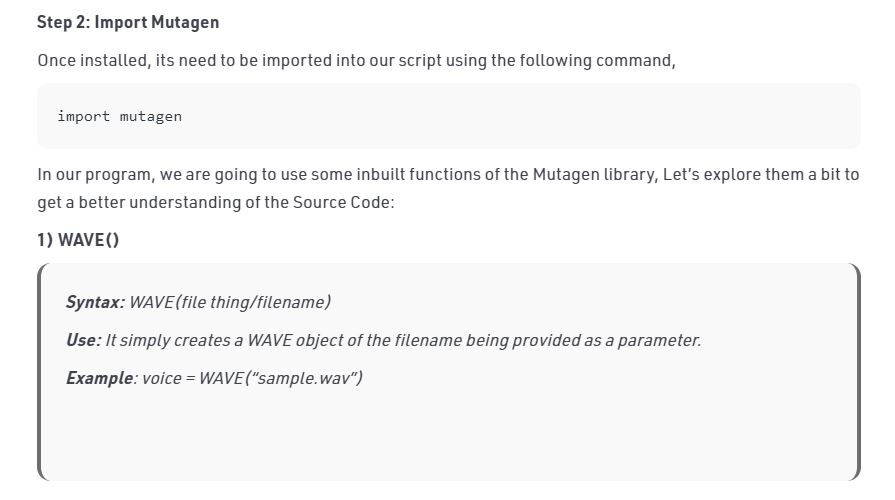 Step 2: Import Mutagen
Once installed, its need to be imported into our script using the following command,
import mutagen
In our program, we are going to use some inbuilt functions of the Mutagen library, Let’s explore them a bit to
get a better understanding of the Source Code:
1) WAVE()
Syntax: WAVE(file thing/filename)
Use: It simply creates a WAVE object of the filename being provided as a parameter.
Example: voice = WAVE(“sample.wav”)